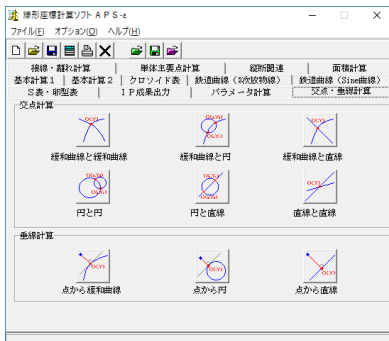 線形座標計算ソフト A P S -ε
ファイル(F) オプション(O) ヘルプ(H)
接線・離れ計算 単体主要点計算 縦断関連 面積計算
基本計算1 基本計算2 クロソイド表 鉄道曲線(3次放物線) 鉄道曲線(Sine曲線)
S表・卵型表 I P 成果出力 パラメータ計算 交点・垂線計算
交点計算
O(X,Y) O(X,Y) O(X,Y)
緩和曲線と緩和曲線 緩和曲線と円 緩和曲線と直線
O(X,Y) O(X,Y) O(X,Y)
円と円 円と直線 直線と直線
垂線計算
O(X,Y) O(X,Y) O(X,Y)
点から緩和曲線 点から円 点から直線